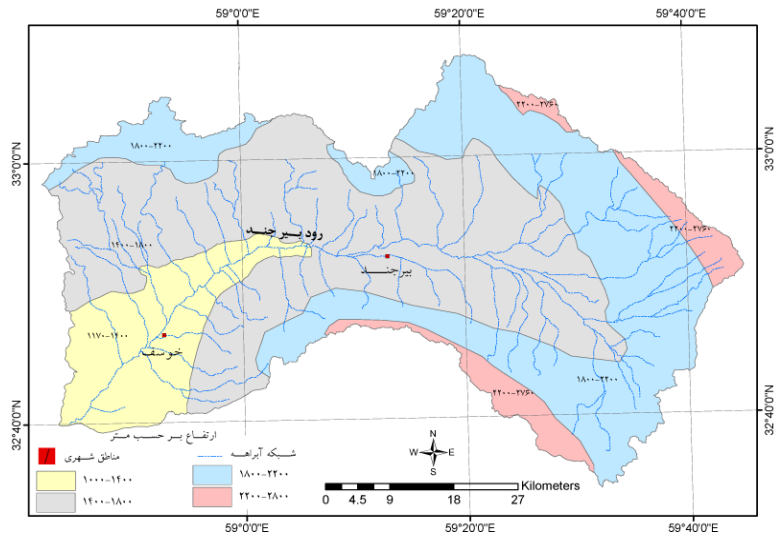 59°0'0"E 59°20'0"E 59°40'0"E
۲۲۰۰-۲۷۶۰
۱۸۰۰-۲۲۰۰
33°0'0"N 33°0'0"N
۱۸۰۰-۲۲۰۰
۲۲۰۰-۲۷۶۰
رود بیرجند
۱۴۰۰-۱۸۰۰
بیرجند
۱۱۷۰-۱۴۰۰
خوسف
۱۸۰۰-۲۲۰۰
۲۲۰۰-۲۷۶۰
32°40'0"N 32°40'0"N
ارتفاع بر حسب متر
مناطق شهری
شبکه آبراهه
۱۰۰۰-۱۴۰۰
۱۸۰۰-۲۲۰۰
۱۴۰۰-۱۸۰۰
۲۲۰۰-۲۸۰۰
N
W E
S
Kilometers
0 4.5 9 18 27
59°0'0"E 59°20'0"E 59°40'0"E